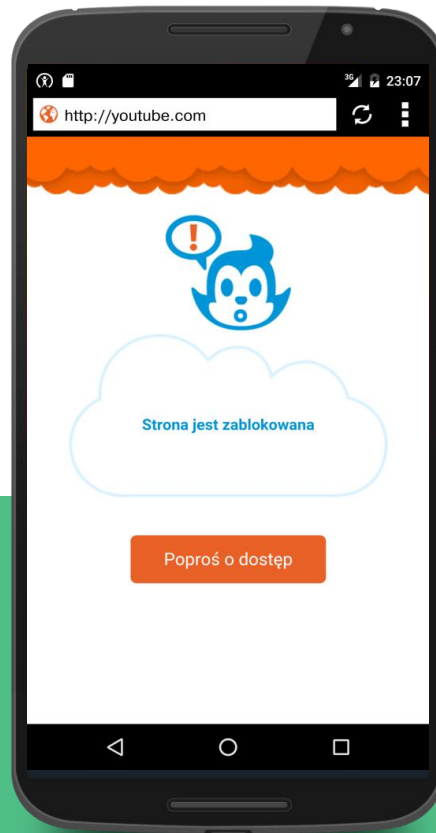 3G 23:07
http://youtube.com
!
Strona jest zablokowana
Poproś o dostęp